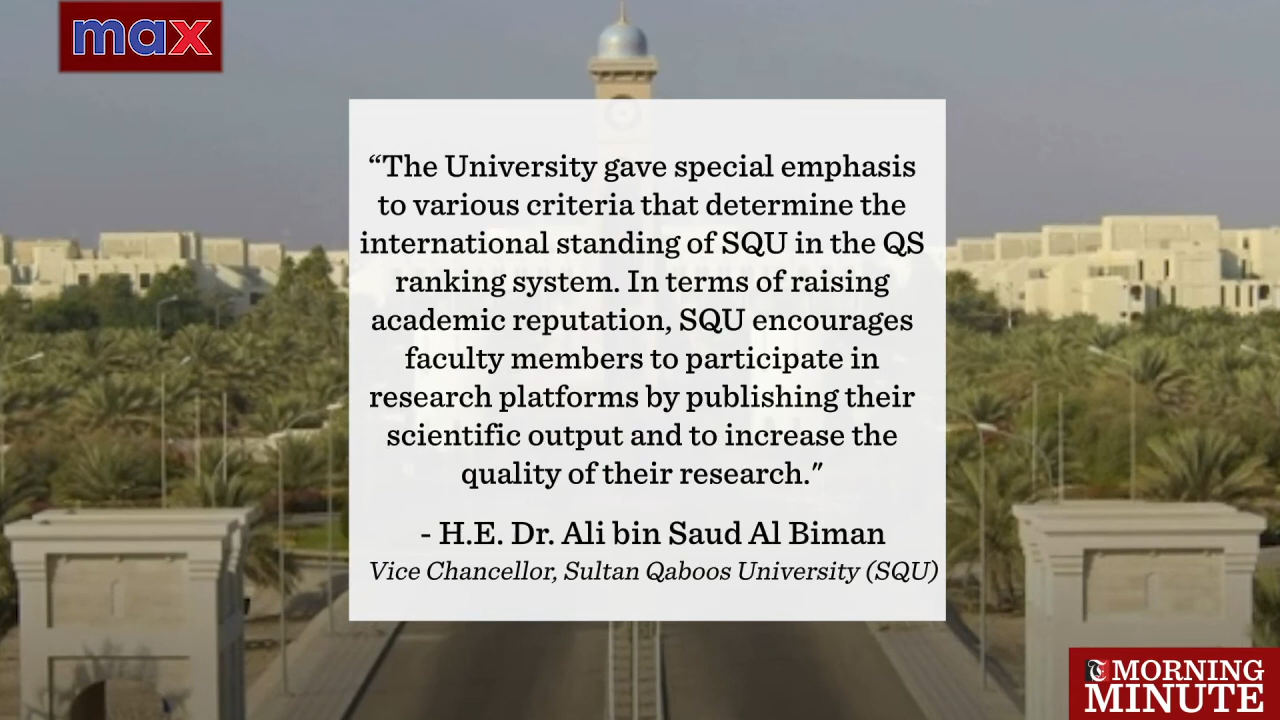 max
“The University gave special emphasis
to various criteria that determine the
international standing of SQU in the QS
ranking system. In terms of raising
academic reputation, SQU encourages
faculty members to participate in
research platforms by publishing their
scientific output and to increase the
quality of their research."
- H.E. Dr. Ali bin Saud Al Biman
Vice Chancellor, Sultan Qaboos University (SQU)
T MORNING
MINUTE